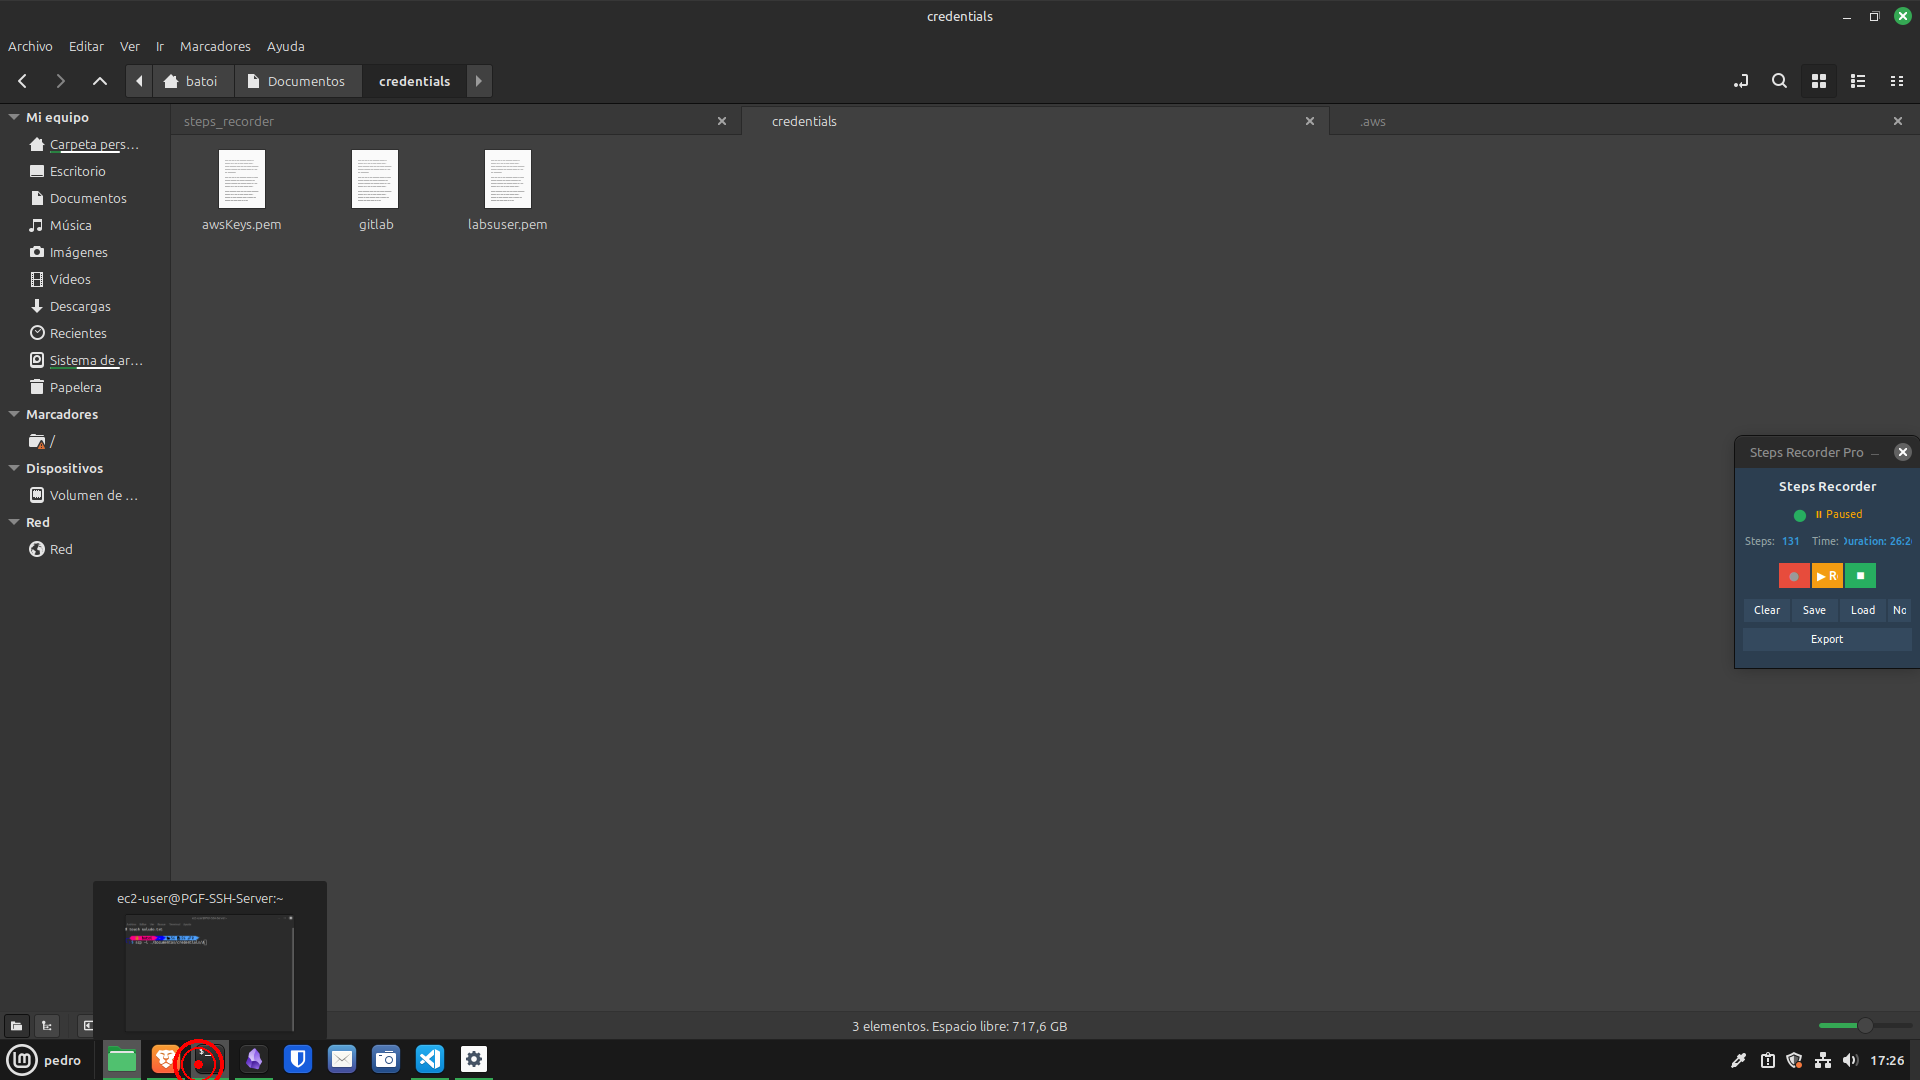 credentials
Archivo Editar Ver Ir Marcadores Ayuda
batoi Documentos credentials
Mi equipo
Carpeta pers...
Escritorio
Documentos
Música
Imágenes
Vídeos
Descargas
Recientes
Sistema de ar...
Papelera
Marcadores
/
Dispositivos
Volumen de ...
Red
Red
steps_recorder credentials .aws
awsKeys.pem gitlab labsuser.pem
Steps Recorder Pro
Steps Recorder
Paused
Steps: 131 Time: Duration: 26:2
R
Clear Save Load No
Export
ec2-user@PGF-SSH-Server:~
3 elementos. Espacio libre: 717,6 GB
pedro
17:26